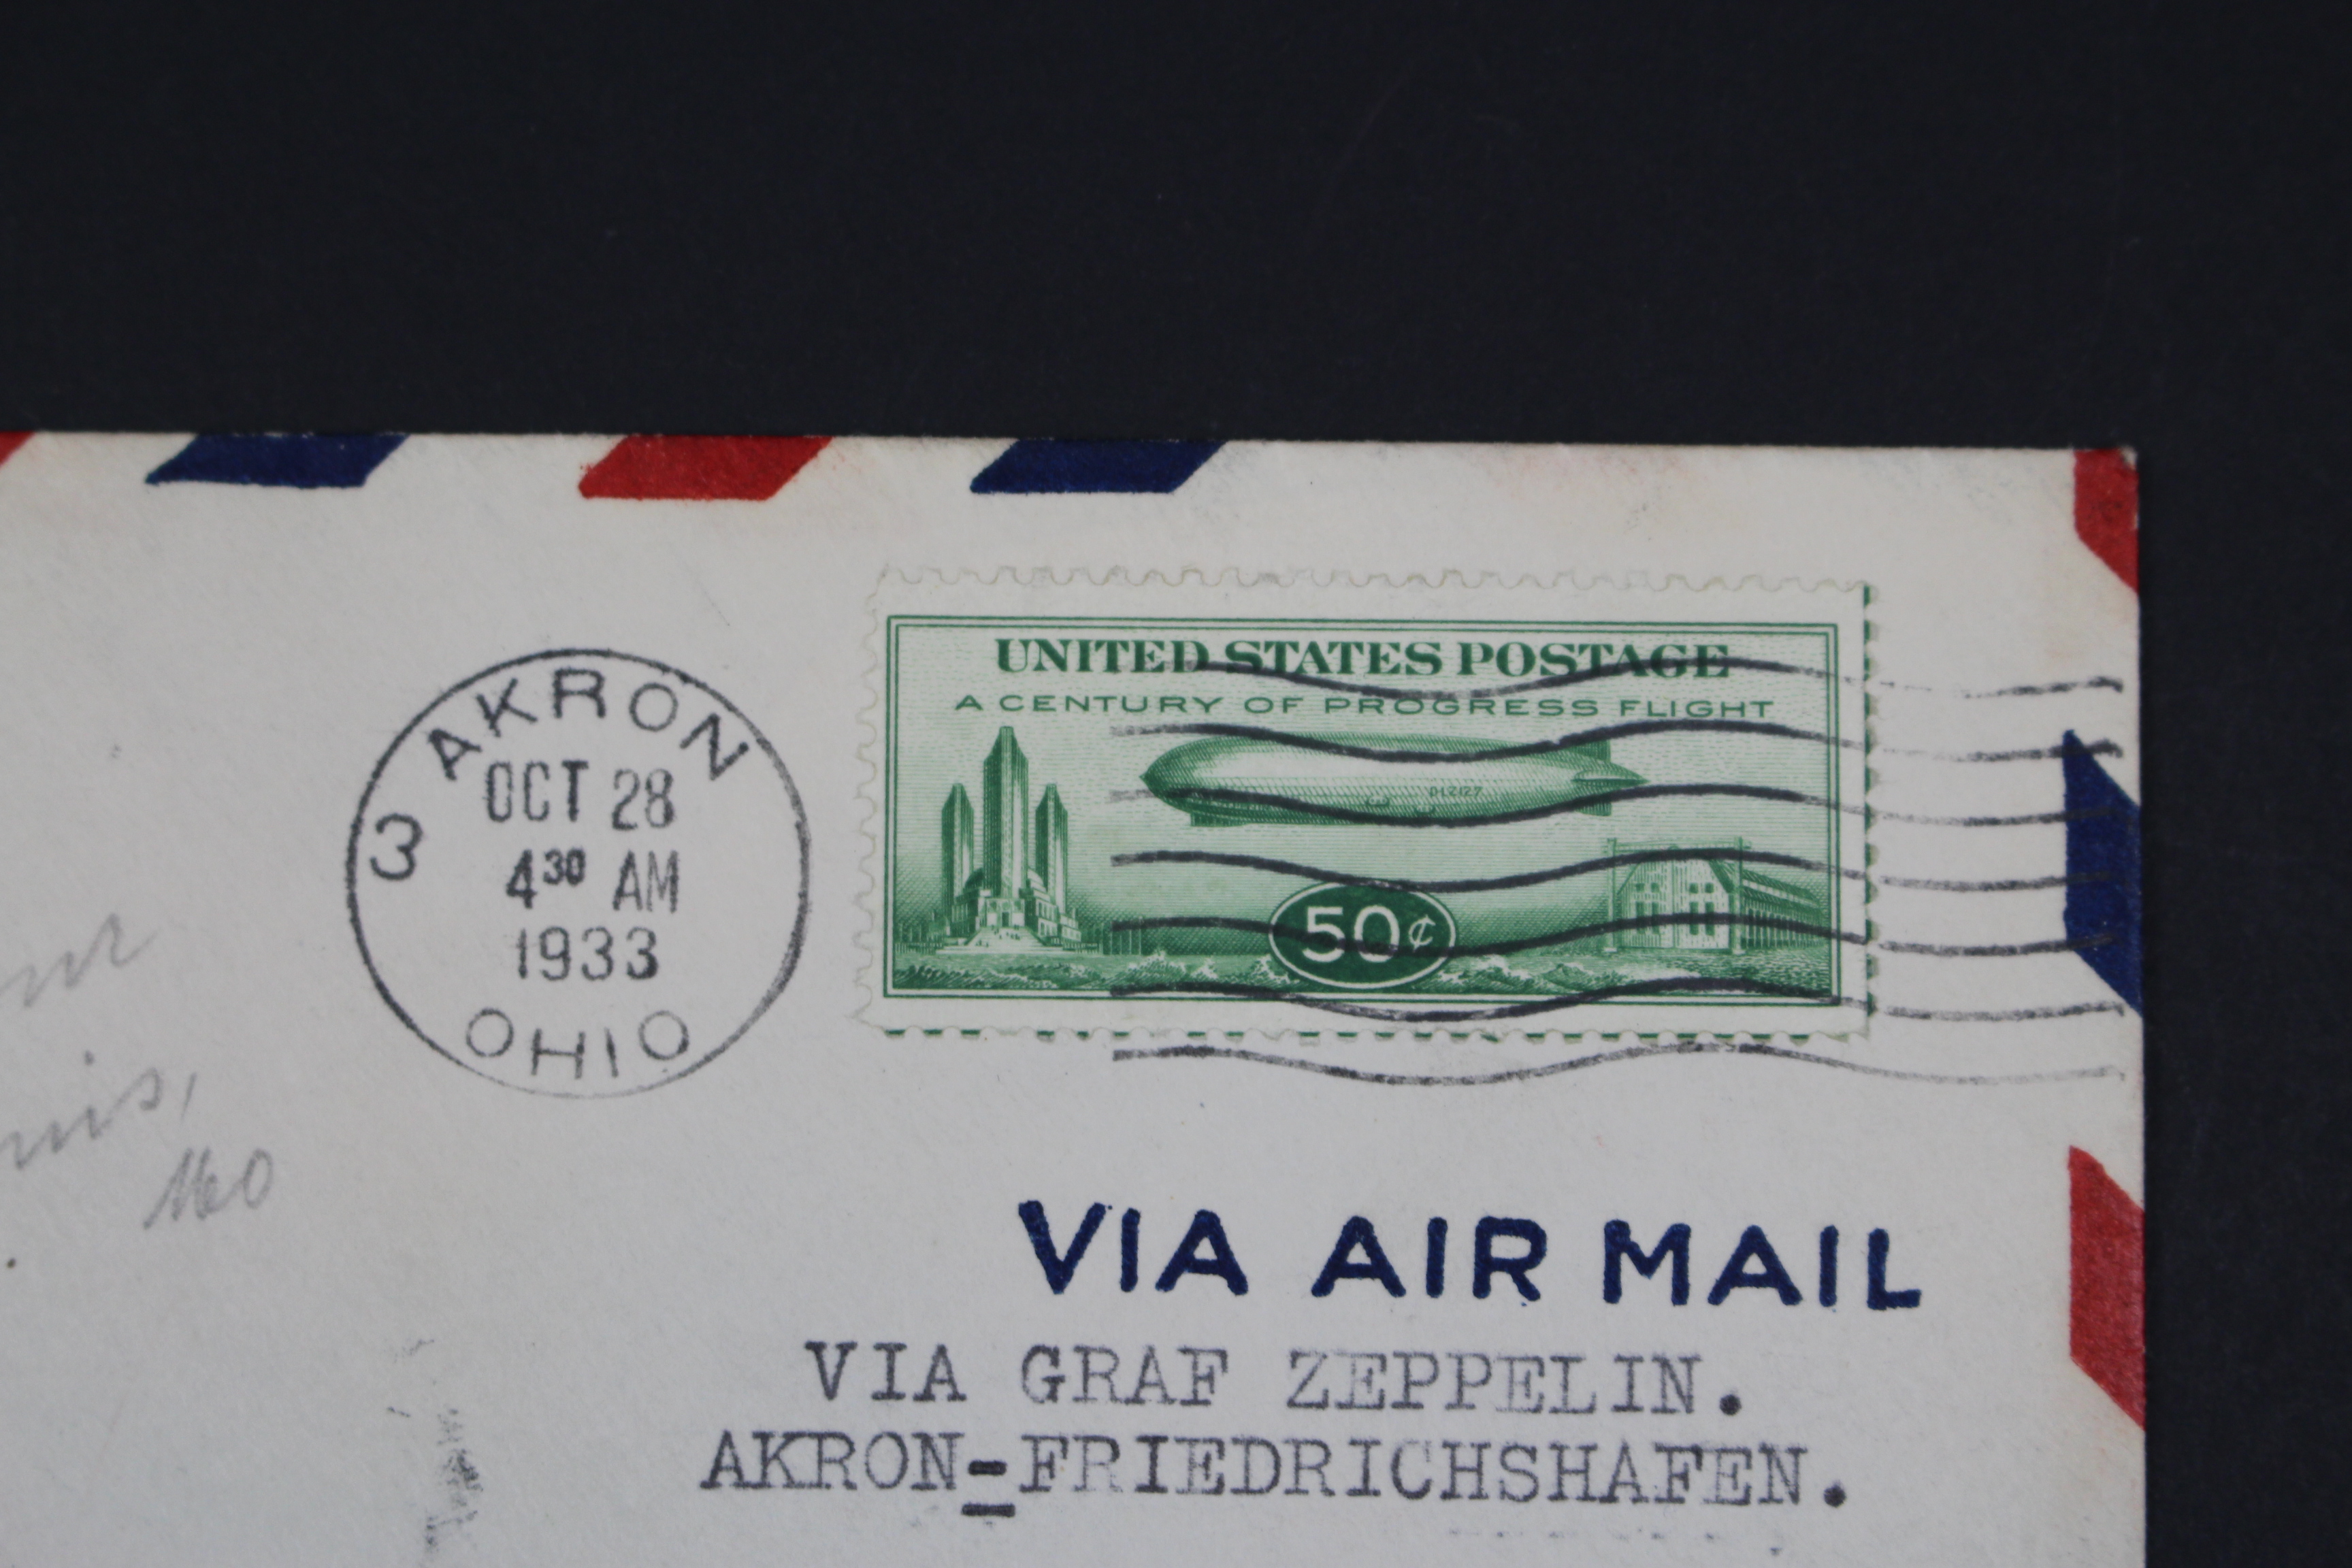 AKRON
OCT 28
3
4 30 AM
1933
OHIO
UNITED STATES POSTAGE
A CENTURY OF PROGRESS FLIGHT
50¢
Mo
VIA AIR MAIL
VIA GRAF ZEPPELIN.
AKRON-FRIEDRICHSHAFEN.